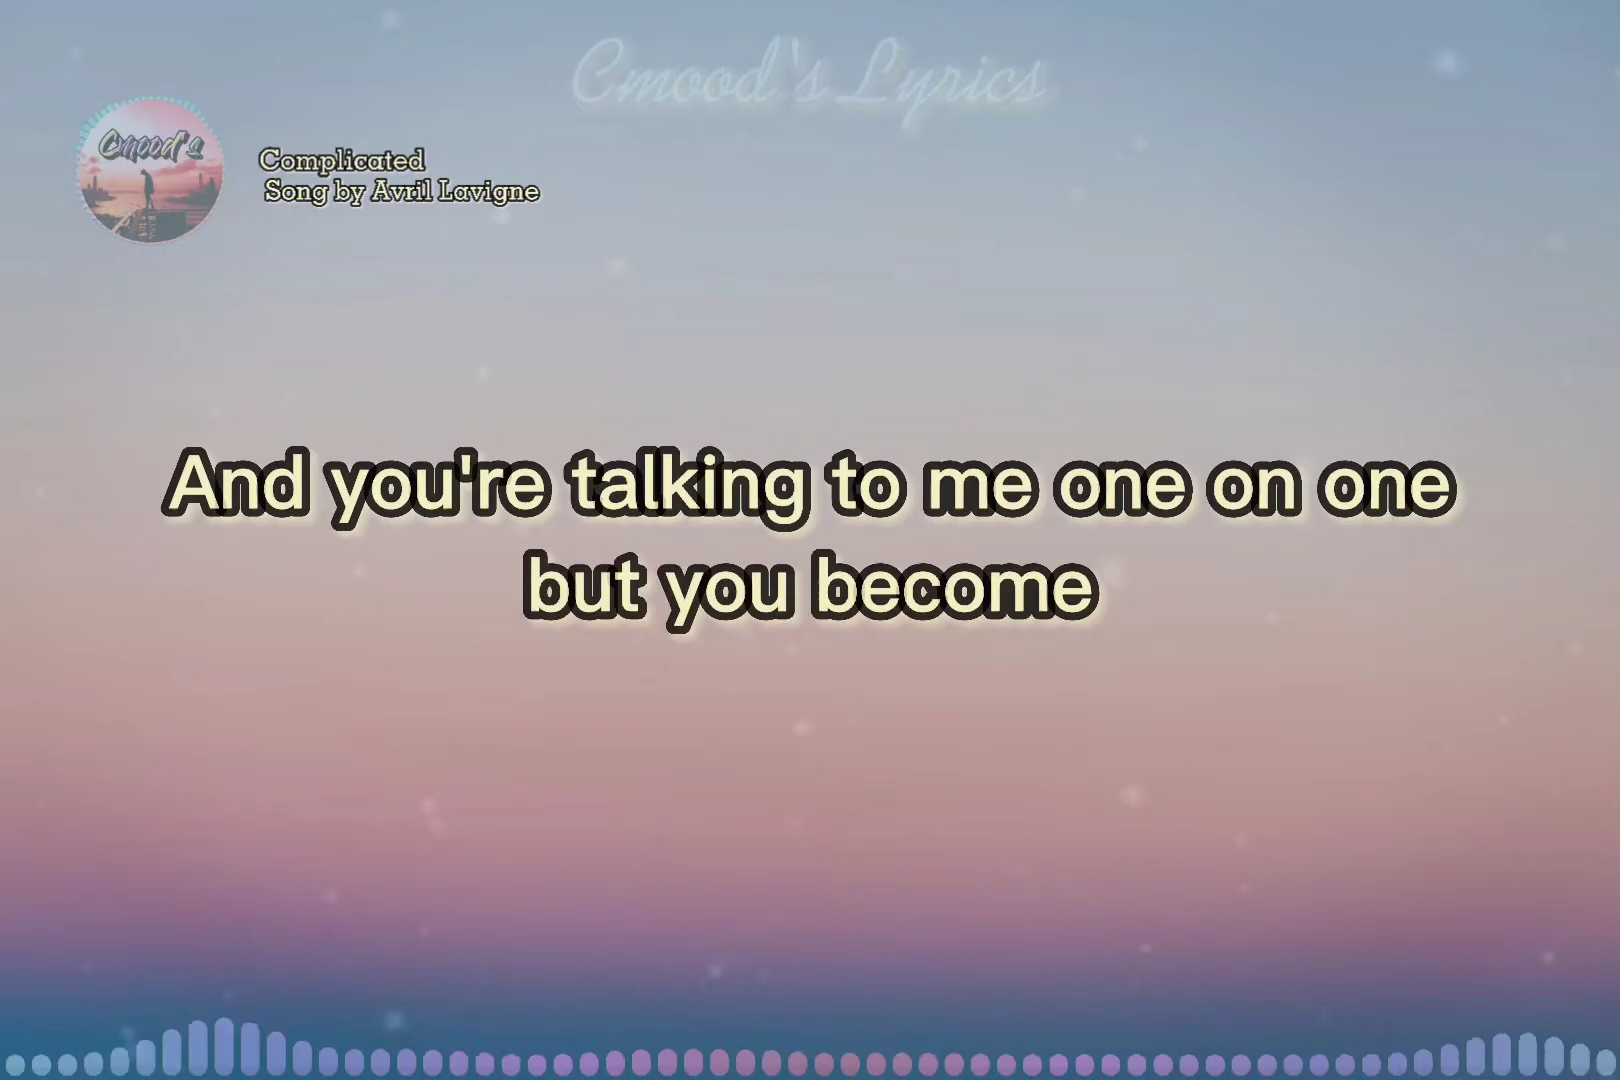 Cmood's Lyrics
Cmood's
Complicated
Song by Avril Lavigne
And you're talking to me one on one
but you become